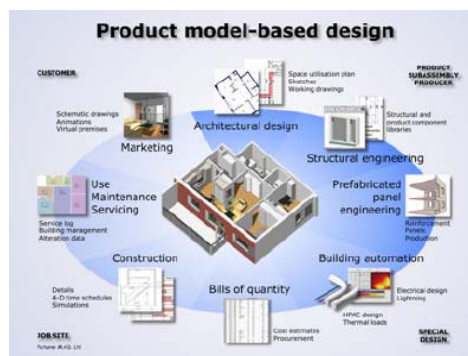 Product model-based design
CUSTOMER
PRODUCT
SUBASSEMBLY
PRODUCER
Space utilisation plan
Sketches
Working drawings
Architectural design
Schematic drawings
Animations
Virtual premises
Marketing
Structural and
product component
libraries
Structural engineering
Use
Maintenance
Servicing
Service log
Building management
Alteration data
Prefabricated
panel
engineering
Reinforcement
Panels
Production
Construction
Details
4-D time schedules
Simulations
Bills of quantity
Cost estimates
Procurement
Building automation
Electrical design
Lightning
HPAC design
Thermal loads
JOB SITE
SPECIAL
DESIGN